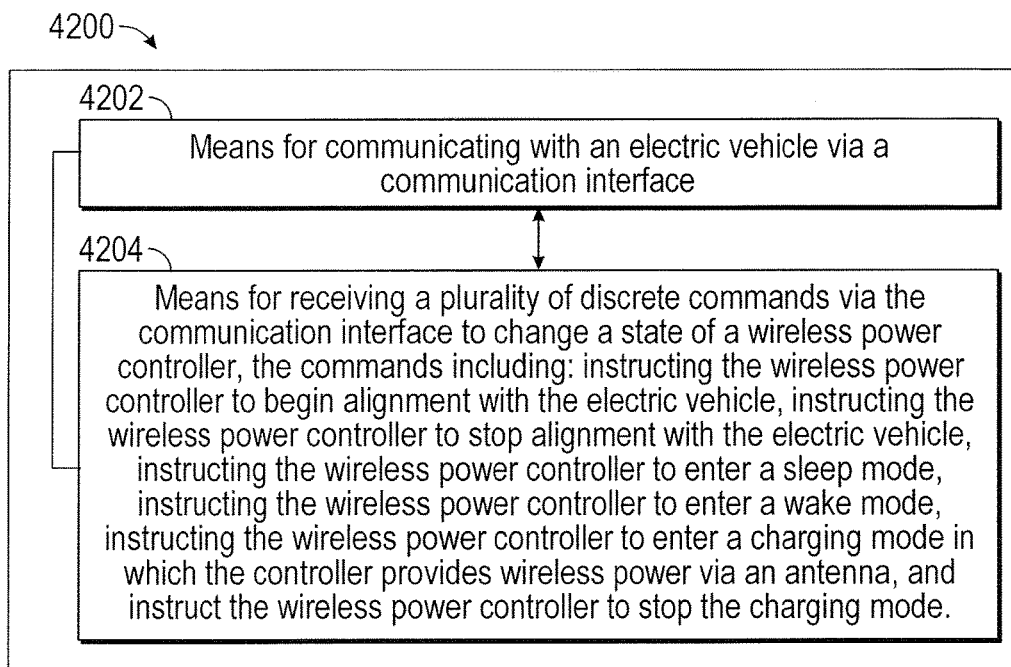 4200
4202
Means for communicating with an electric vehicle via a
communication interface
4204
Means for receiving a plurality of discrete commands via the
communication interface to change a state of a wireless power
controller, the commands including: instructing the wireless power
controller to begin alignment with the electric vehicle, instructing the
wireless power controller to stop alignment with the electric vehicle,
instructing the wireless power controller to enter a sleep mode,
instructing the wireless power controller to enter a wake mode,
instructing the wireless power controller to enter a charging mode in
which the controller provides wireless power via an antenna, and
instruct the wireless power controller to stop the charging mode.